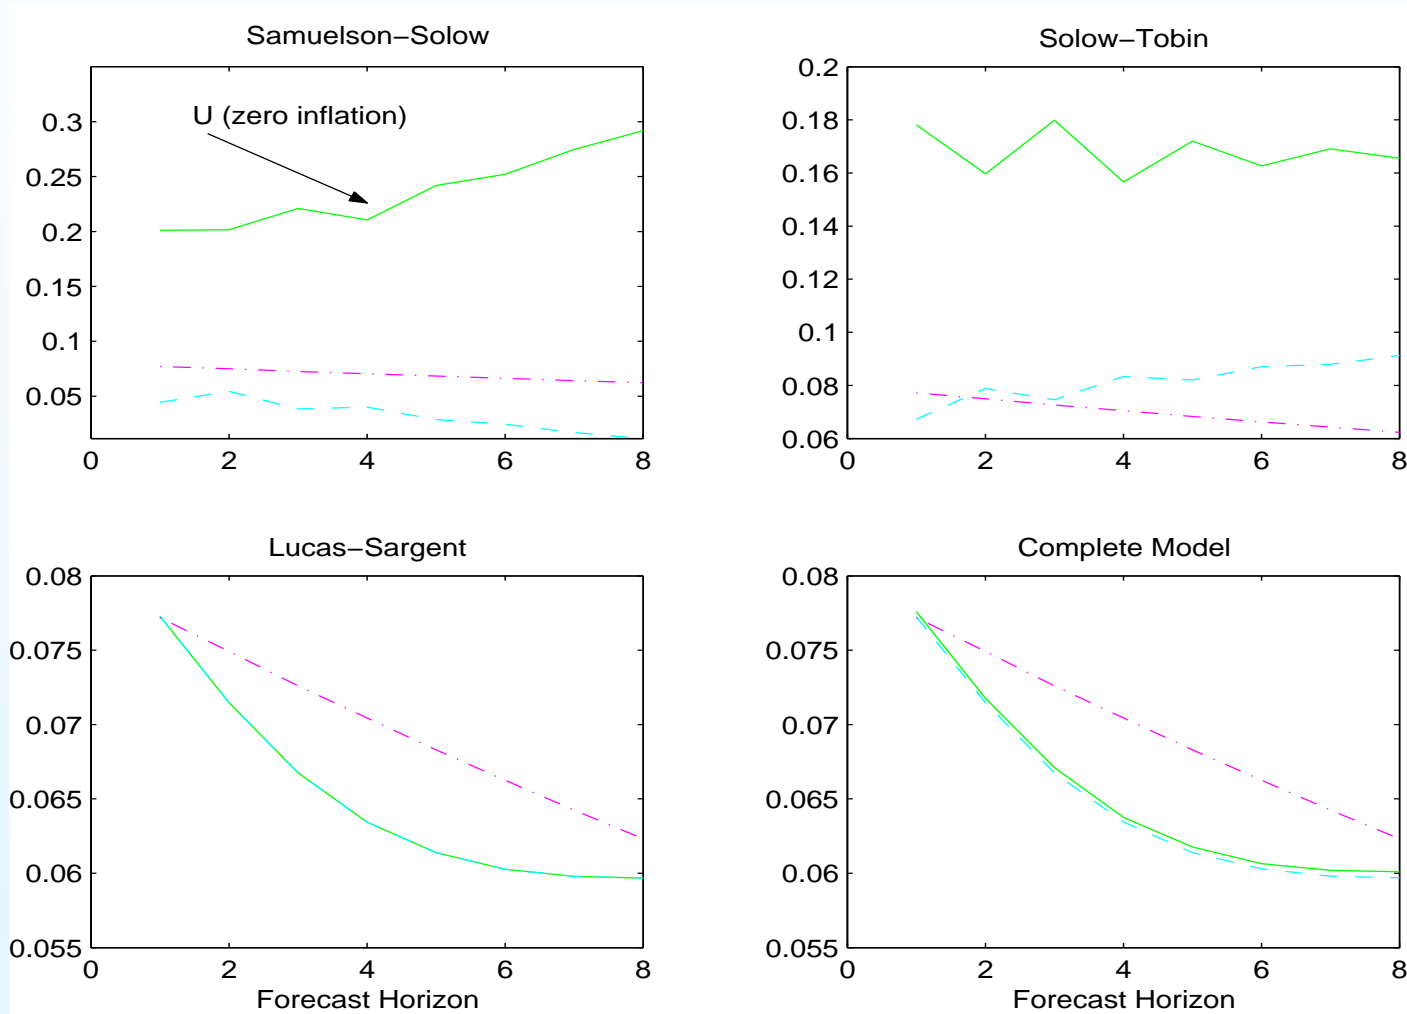 Samuelson−Solow
U (zero inflation)
0.3
0.25
0.2
0.15
0.1
0.05
0 2 4 6 8
Solow−Tobin
0.2
0.18
0.16
0.14
0.12
0.1
0.08
0.06
0 2 4 6 8
Lucas−Sargent
0.08
0.075
0.07
0.065
0.06
0.055
0 2 4 6 8
Forecast Horizon
Complete Model
0.08
0.075
0.07
0.065
0.06
0.055
0 2 4 6 8
Forecast Horizon